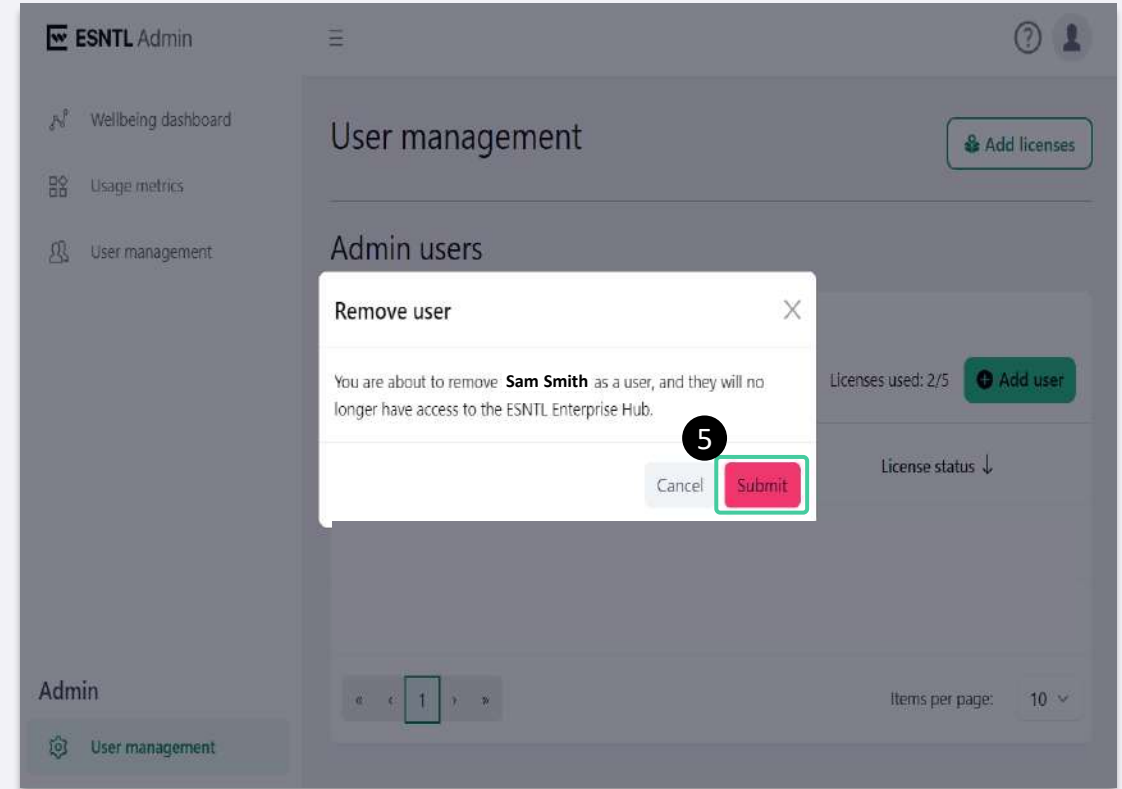 ESNTL Admin
Wellbeing dashboard
Usage metrics
User management
User management
Add licenses
Admin users
Remove user
You are about to remove Sam Smith as a user, and they will no
longer have access to the ESNTL Enterprise Hub.
5
Cancel Submit
Licenses used: 2/5
Add user
License status ↓
« ‹ 1 › »
Items per page: 10
Admin
User management